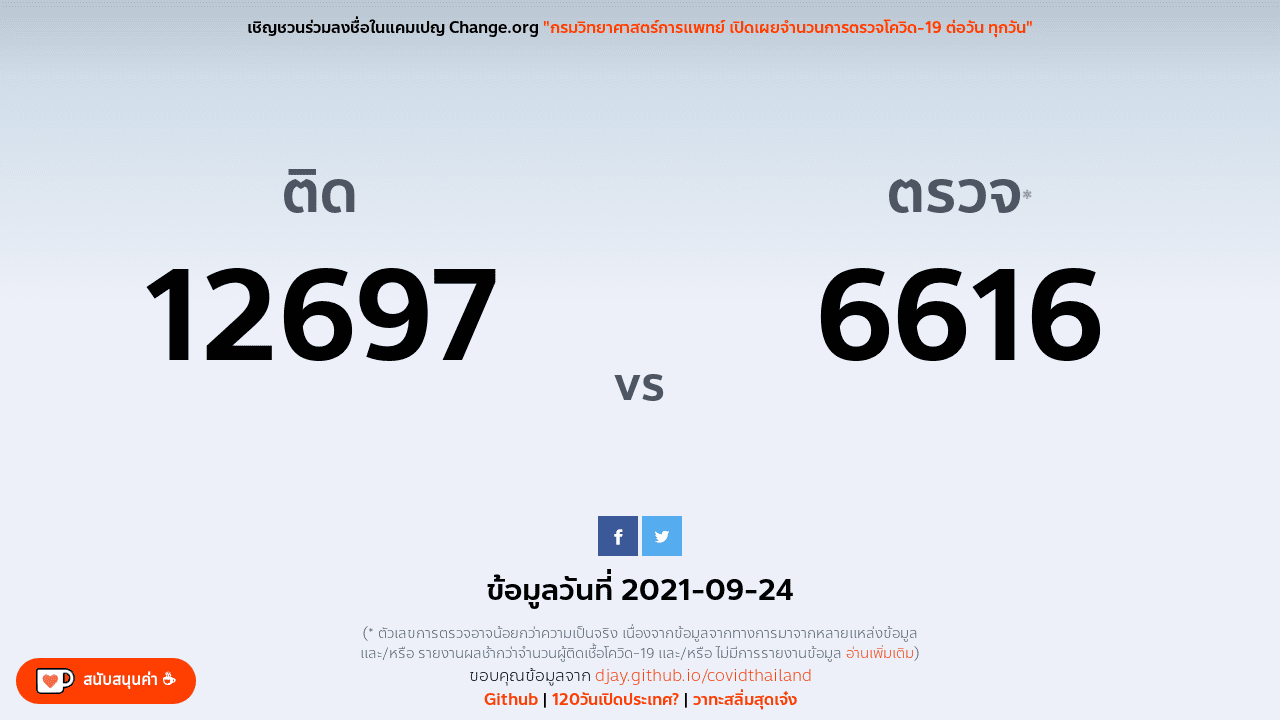 เชิญชวนร่วมลงชื่อในแคมเปญ Change.org "กรมวิทยาศาสตร์การแพทย์ เปิดเผยจำนวนการตรวจโควิด-19 ต่อวัน ทุกวัน"
ติด
ตรวจ*
12697
6616
vs
ข้อมูลวันที่ 2021-09-24
(* ตัวเลขการตรวจอาจน้อยกว่าความเป็นจริง เนื่องจากข้อมูลจากทางการมาจากหลายแหล่งข้อมูล
และ/หรือ รายงานผลช้ากว่าจำนวนผู้ติดเชื้อโควิด-19 และ/หรือ ไม่มีการรายงานข้อมูล อ่านเพิ่มเติม)
ขอบคุณข้อมูลจาก djay.github.io/covidthailand
Github | 120วันเปิดประเทศ? | วาทะสลิ่มสุดเจ๋ง
สนับสนุนค่า